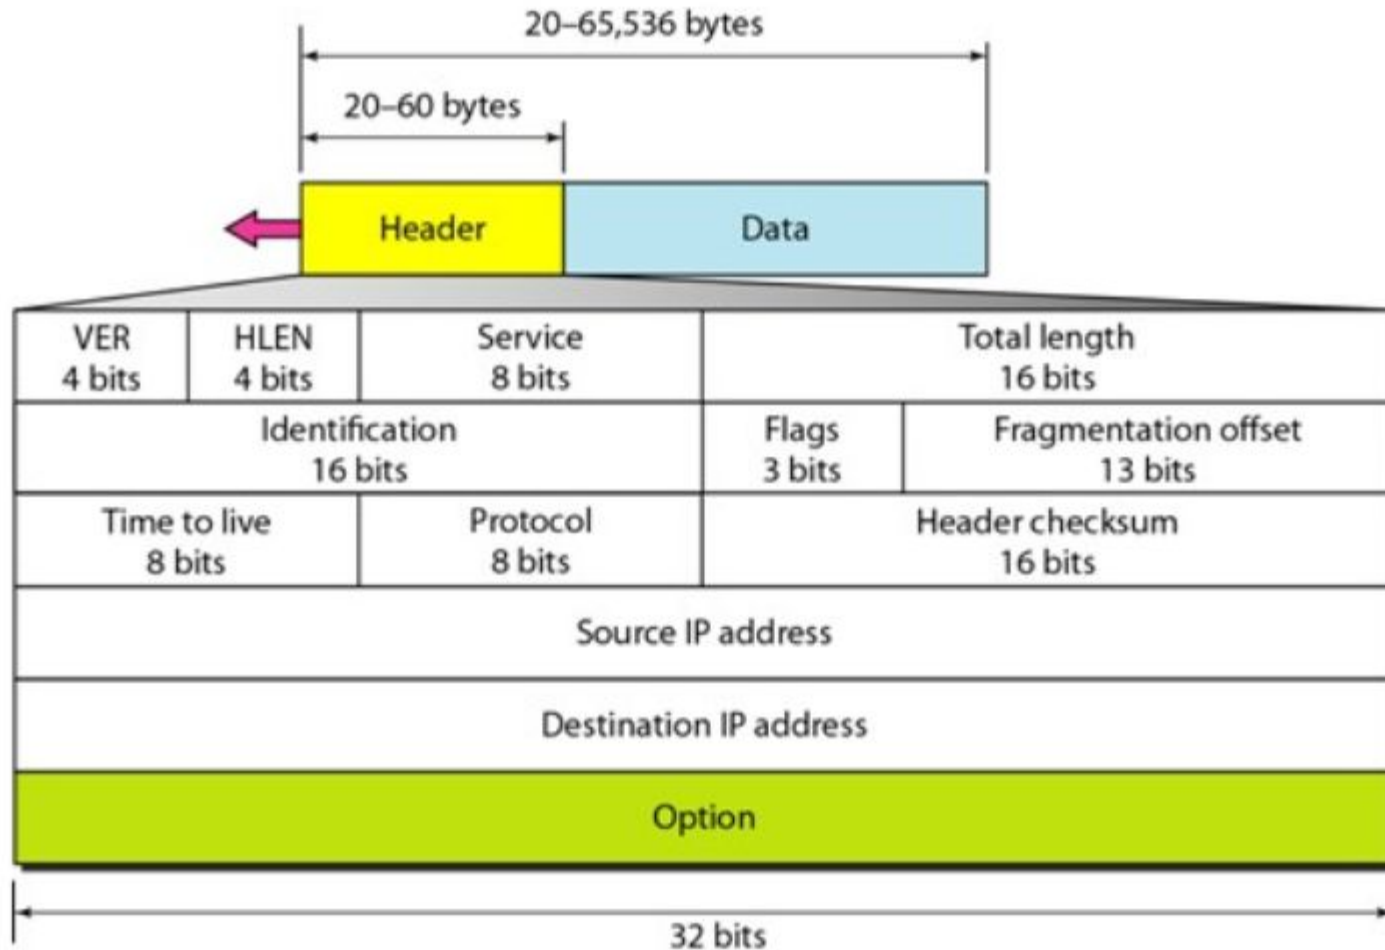 20–65,536 bytes
20–60 bytes
Header Data
VER HLEN Service Total length
4 bits 4 bits 8 bits 16 bits
Identification Flags Fragmentation offset
16 bits 3 bits 13 bits
Time to live Protocol Header checksum
8 bits 8 bits 16 bits
Source IP address
Destination IP address
Option
32 bits